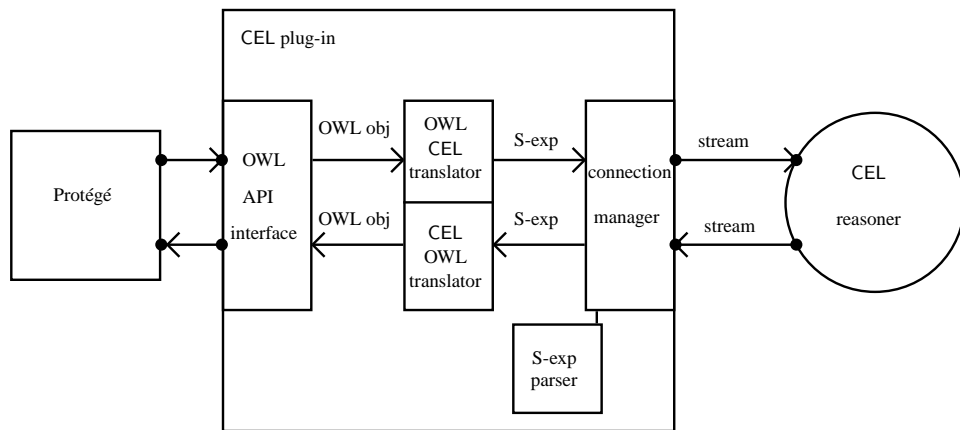 CEL plug-in
Protégé
OWL
API
interface
OWL obj
OWL obj
OWL
CEL
translator
CEL
OWL
translator
S-exp
S-exp
connection
manager
S-exp
parser
stream
stream
CEL
reasoner